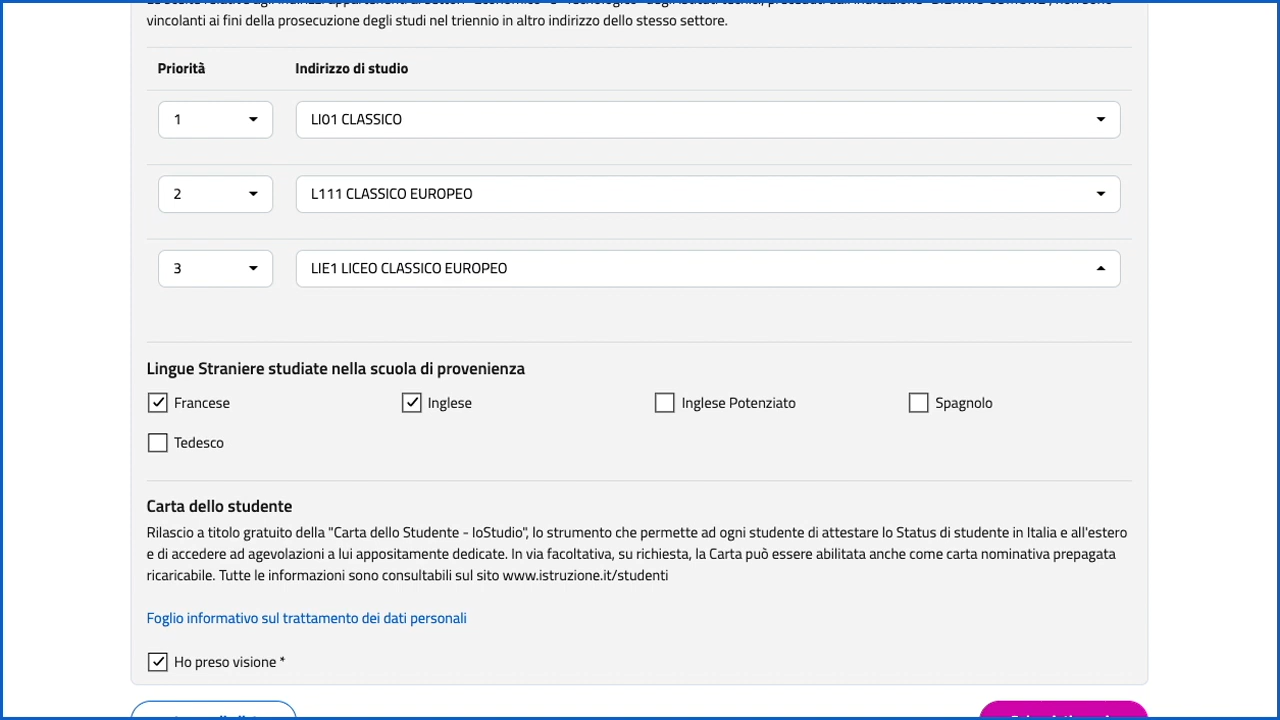 vincolanti ai fini della prosecuzione degli studi nel triennio in altro indirizzo dello stesso settore.
Priorità Indirizzo di studio
1 LI01 CLASSICO
2 L111 CLASSICO EUROPEO
3 LIE1 LICEO CLASSICO EUROPEO
Lingue Straniere studiate nella scuola di provenienza
Francese Inglese Inglese Potenziato Spagnolo
Tedesco
Carta dello studente
Rilascio a titolo gratuito della "Carta dello Studente - IoStudio", lo strumento che permette ad ogni studente di attestare lo Status di studente in Italia e all'estero
e di accedere ad agevolazioni a lui appositamente dedicate. In via facoltativa, su richiesta, la Carta può essere abilitata anche come carta nominativa prepagata
ricaricabile. Tutte le informazioni sono consultabili sul sito www.istruzione.it/studenti
Foglio informativo sul trattamento dei dati personali
Ho preso visione *